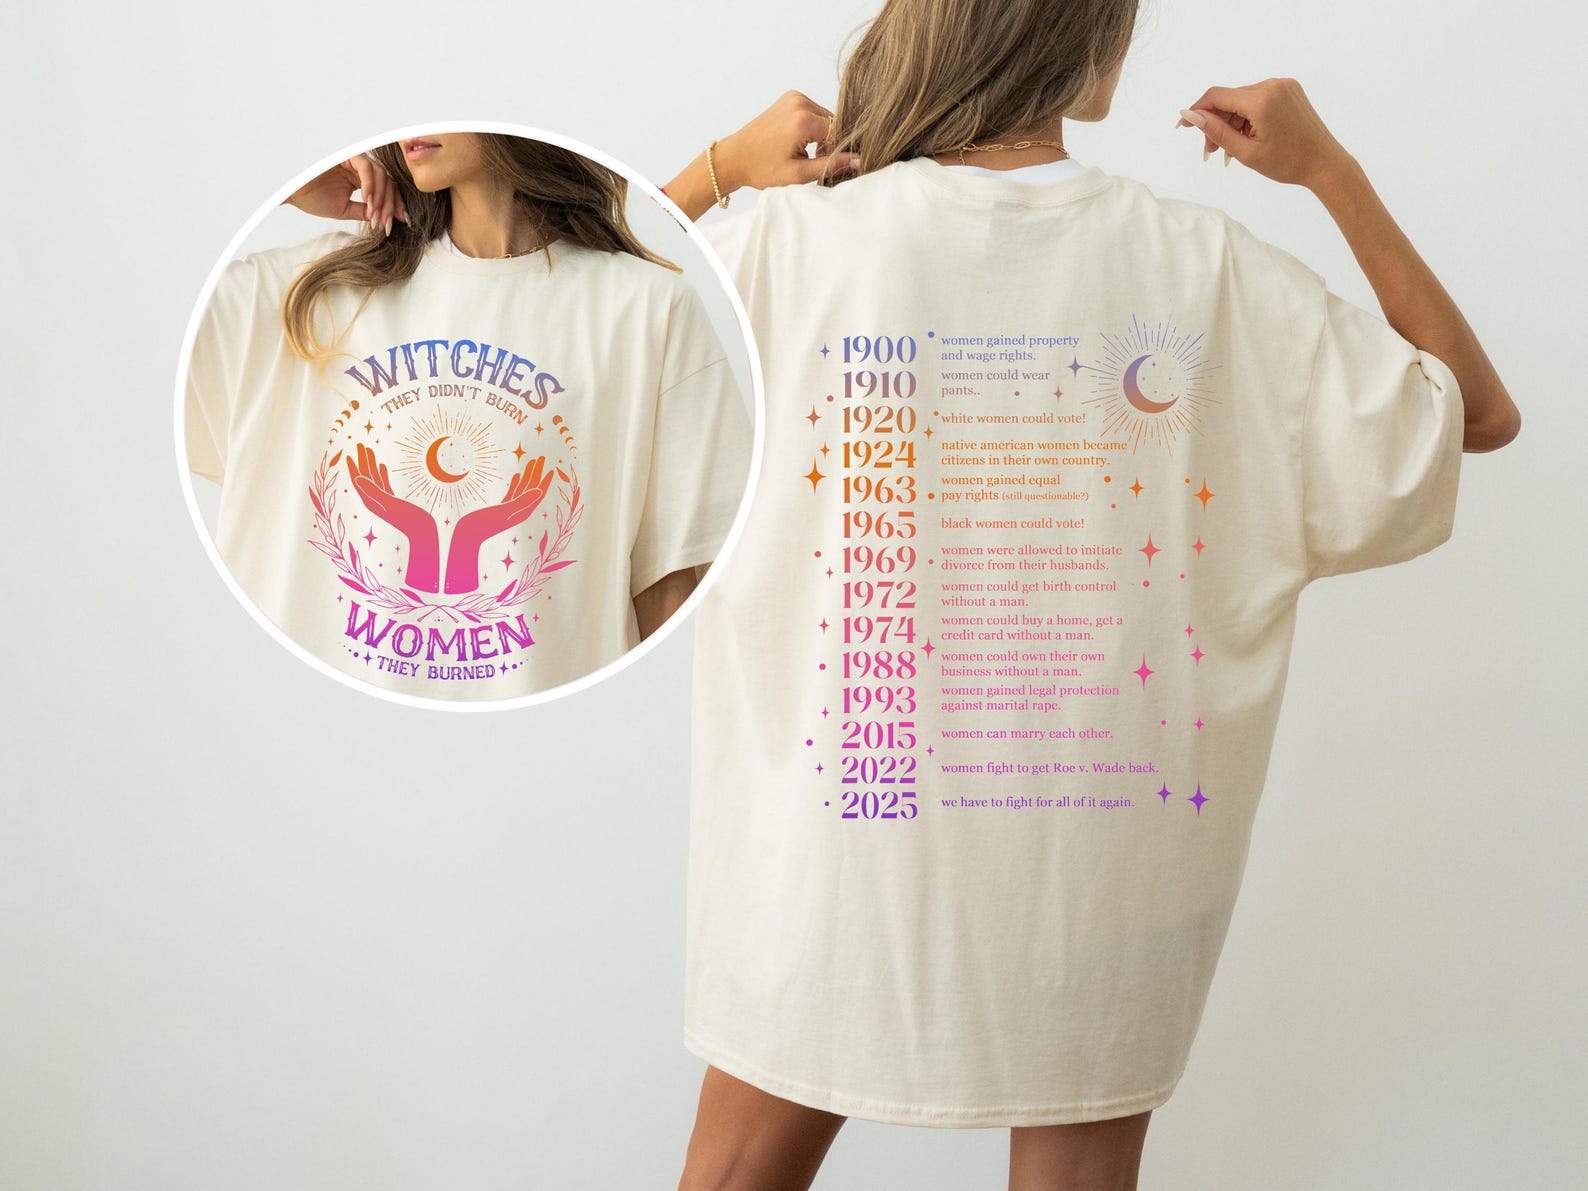 WITCHES
THEY DIDN'T BURN
WOMEN
THEY BURNED
1900 women gained property
and wage rights.
1910 women could wear
pants..
1920 white women could vote!
1924 native american women became
citizens in their own country.
1963 women gained equal
pay rights (still questionable?)
1965 black women could vote!
1969 women were allowed to initiate
divorce from their husbands.
1972 women could get birth control
without a man.
1974 women could buy a home, get a
credit card without a man.
1988 women could own their own
business without a man.
1993 women gained legal protection
against marital rape.
2015 women can marry each other.
2022 women fight to get Roe v. Wade back.
2025 we have to fight for all of it again.